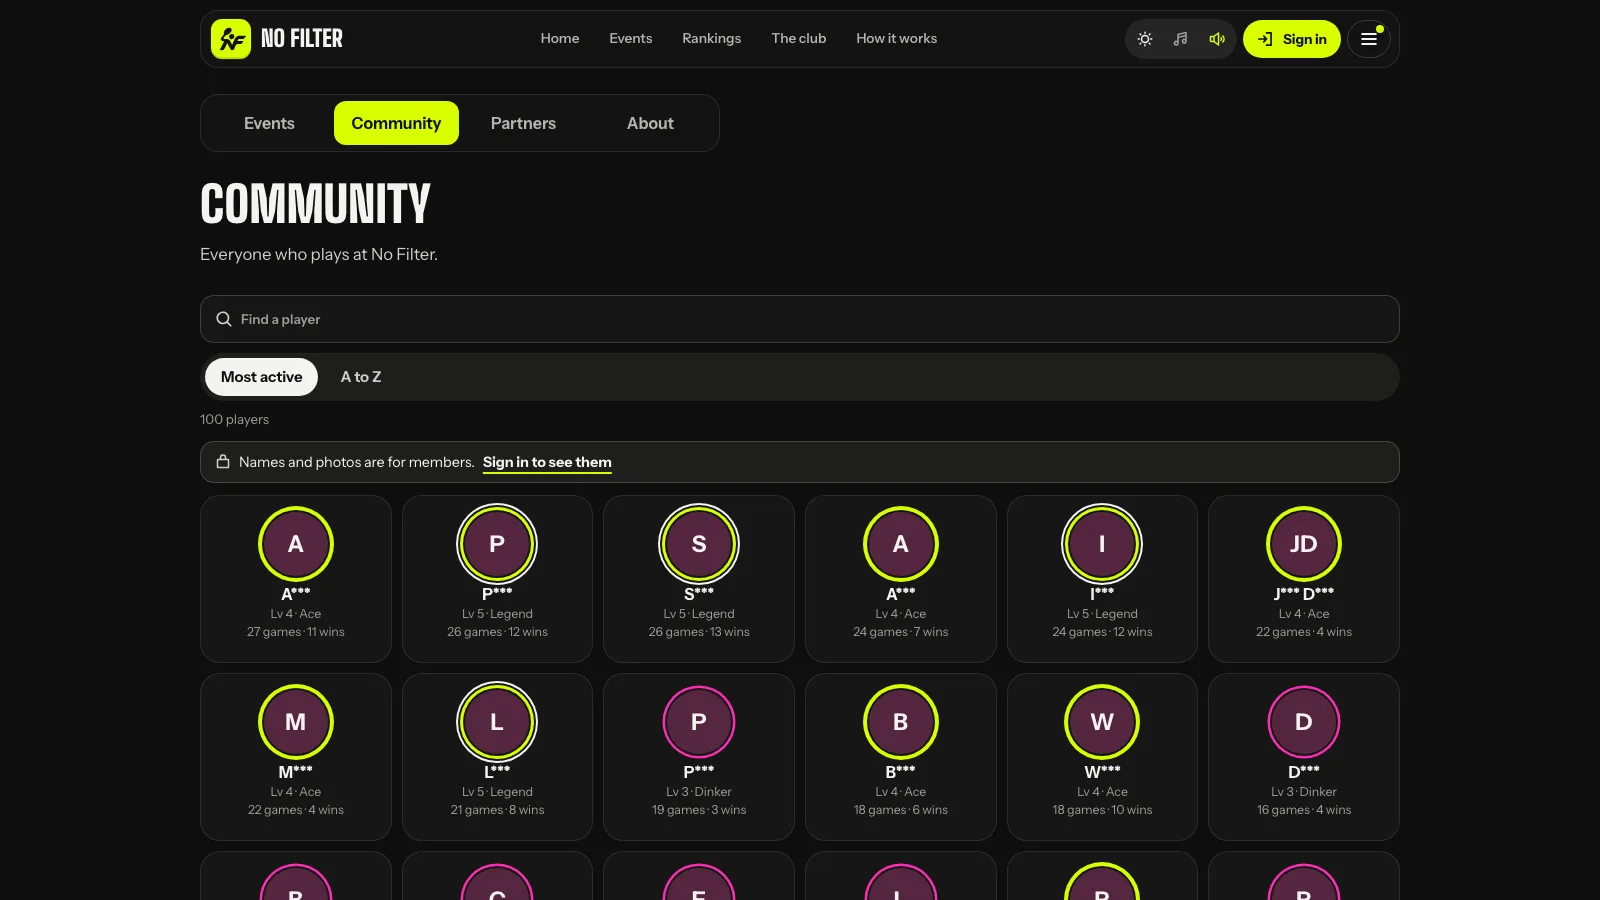 NO FILTER
Home Events Rankings The club How it works
Sign in
Events Community Partners About
COMMUNITY
Everyone who plays at No Filter.
Find a player
Most active A to Z
100 players
Names and photos are for members. Sign in to see them
A P S A I JD
A*** P*** S*** A*** I*** J*** D***
Lv 4 · Ace Lv 5 · Legend Lv 5 · Legend Lv 4 · Ace Lv 5 · Legend Lv 4 · Ace
27 games · 11 wins 26 games · 12 wins 26 games · 13 wins 24 games · 7 wins 24 games · 12 wins 22 games · 4 wins
M L P B W D
M*** L*** P*** B*** W*** D***
Lv 4 · Ace Lv 5 · Legend Lv 3 · Dinker Lv 4 · Ace Lv 4 · Ace Lv 3 · Dinker
22 games · 4 wins 21 games · 8 wins 19 games · 3 wins 18 games · 6 wins 18 games · 10 wins 16 games · 4 wins